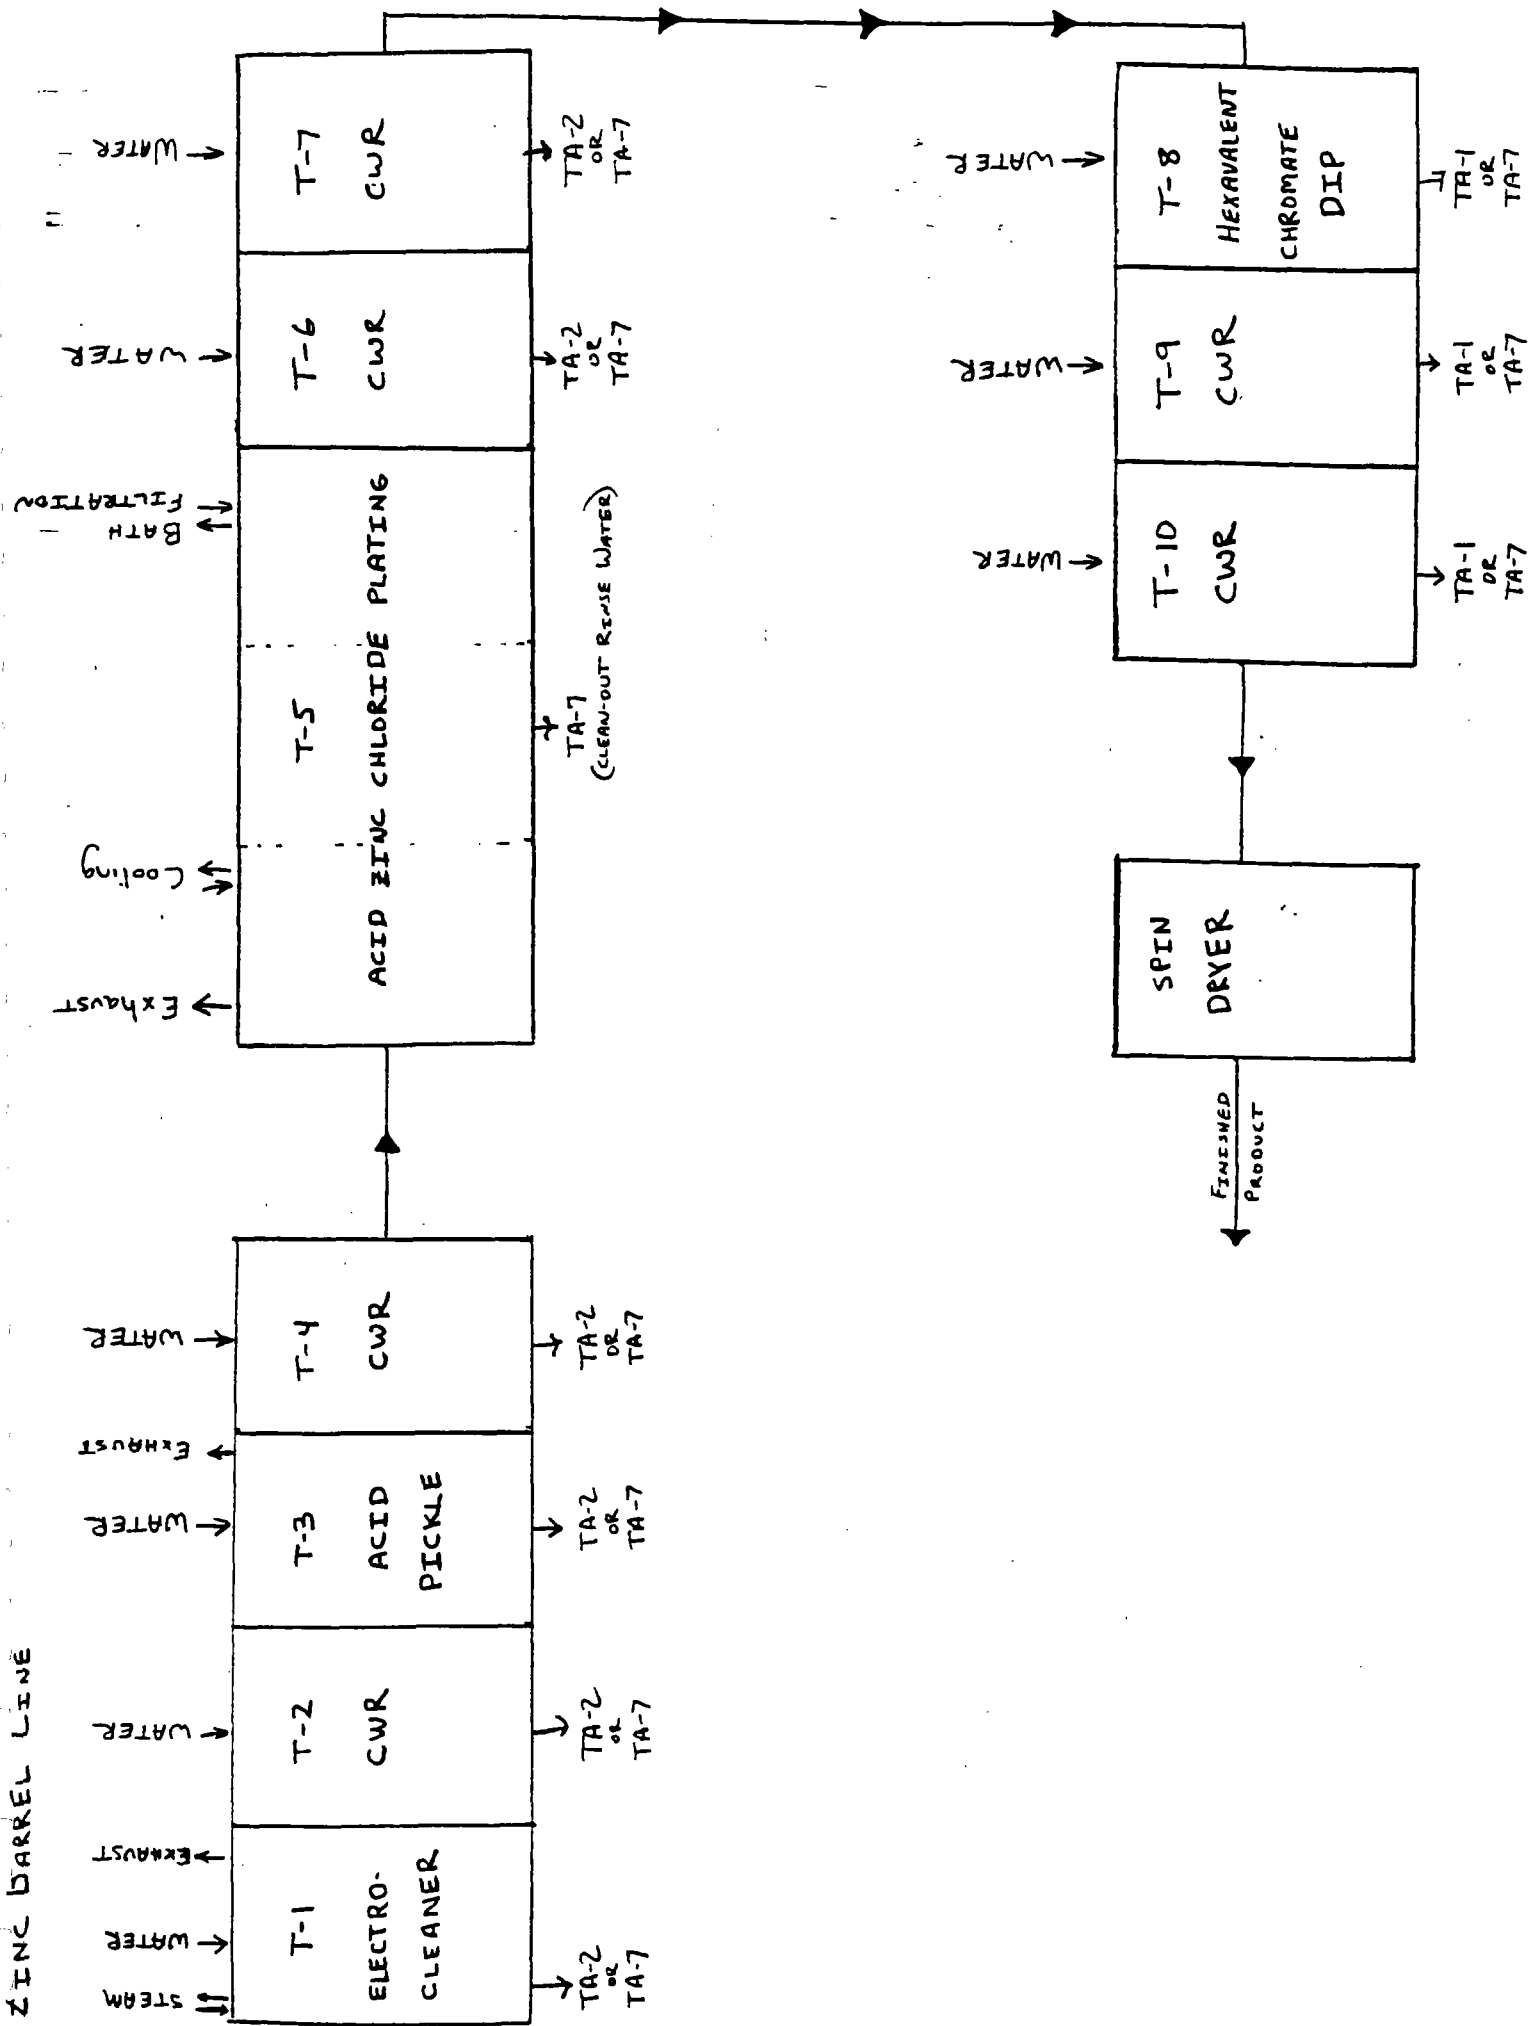 ZINC BARREL LINE
STEAM
WATER
EXHAUST
T-1
ELECTRO-
CLEANER
TA-2
OR
TA-7
WATER
T-2
CWR
TA-2
OR
TA-7
WATER
EXHAUST
T-3
ACID
PICKLE
TA-2
OR
TA-7
WATER
T-4
CWR
TA-2
OR
TA-7
Exhaust
Cooling
BATH
FILTRATION
T-5
ACID ZINC CHLORIDE PLATING
TA-7
(CLEAN-OUT RINSE WATER)
WATER
T-6
CWR
TA-2
OR
TA-7
WATER
T-7
CWR
TA-2
OR
TA-7
WATER
T-8
HEXAVALENT
CHROMATE
DIP
TA-1
OR
TA-7
WATER
T-9
CWR
TA-1
OR
TA-7
WATER
T-10
CWR
TA-1
OR
TA-7
SPIN
DRYER
FINISHED
PRODUCT